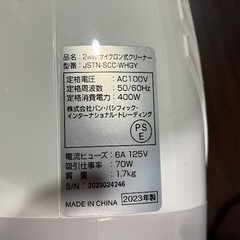 品名：2wayサイクロン式クリーナー
型番：JSTN-SCC-WHGY
定格電圧：AC100V
定格周波数：50/60Hz
定格消費電力：400W
株式会社パン・パシフィック・
インターナショナル・トレーディング
PS
E
電流ヒューズ：6A 125V
吸込仕事率：70W
質量：1.7kg
S/N：2023024246
MADE IN CHINA 2023年製